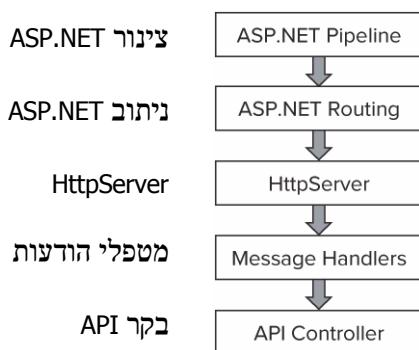 צינור ASP.NET
ASP.NET Pipeline
ניתוב ASP.NET
ASP.NET Routing
HttpServer
HttpServer
מטפלי הודעות
Message Handlers
בקר API
API Controller